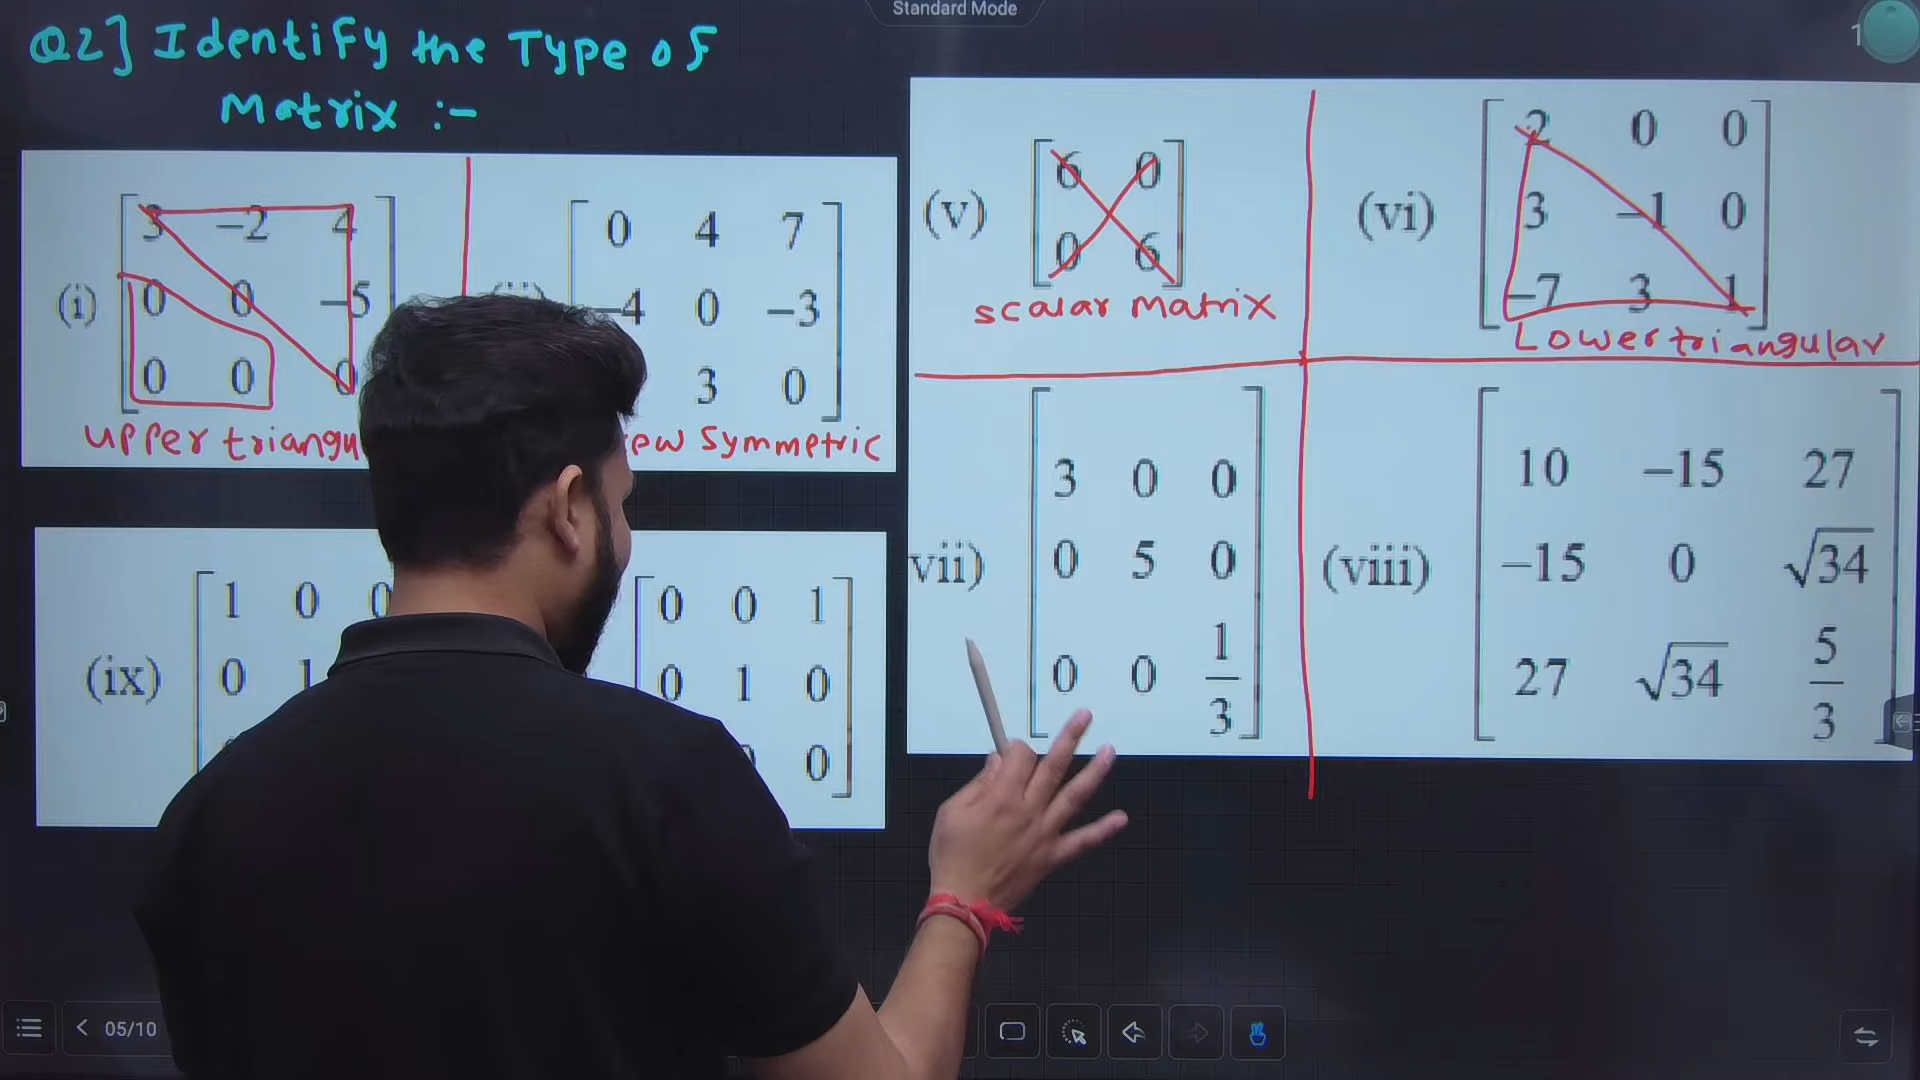 Standard Mode
Q2] Identify the Type of
Matrix :-
(i)
3 -2 4
0 0 -5
0 0 0
upper
0 4 7
-4 0 -3
3 0
symmetric
(v)
6 0
0 6
scalar matrix
(vi)
2 0 0
3 -1 0
-7 3 1
Lower triangular
vii)
3 0 0
0 5 0
0 0 1/3
(viii)
10 -15 27
-15 0 √34
27 √34 5/3
(ix)
1 0 0
0 1
0 0 1
0 1 0
0
05/10